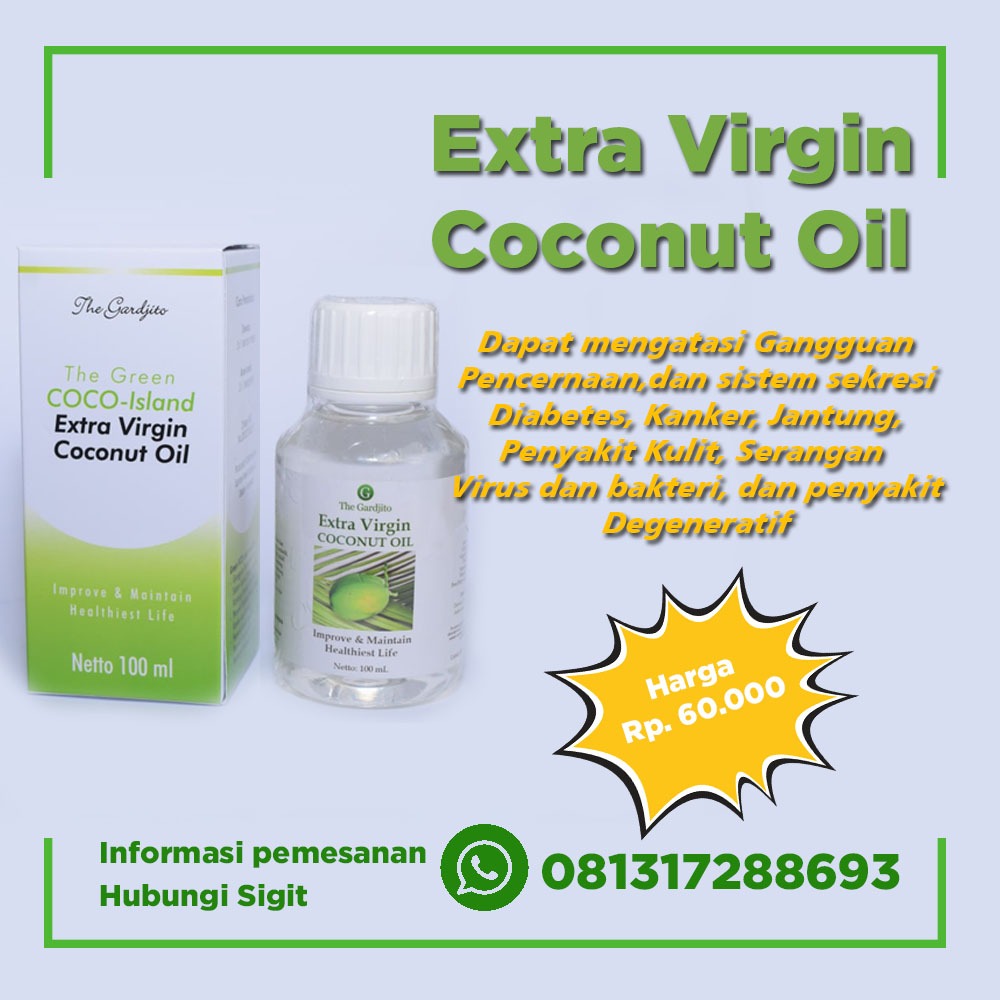 Extra Virgin
Coconut Oil
Dapat mengatasi Gangguan
Pencernaan,dan sistem sekresi
Diabetes, Kanker, Jantung,
Penyakit Kulit, Serangan
Virus dan bakteri, dan penyakit
Degeneratif
The Gardjito
The Green
COCO-Island
Extra Virgin
Coconut Oil
Improve & Maintain
Healthiest Life
Netto 100 ml
G
The Gardjito
Extra Virgin
COCONUT OIL
Improve & Maintain
Healthiest Life
Netto: 100 mL
Harga
Rp. 60.000
Informasi pemesanan
Hubungi Sigit
081317288693